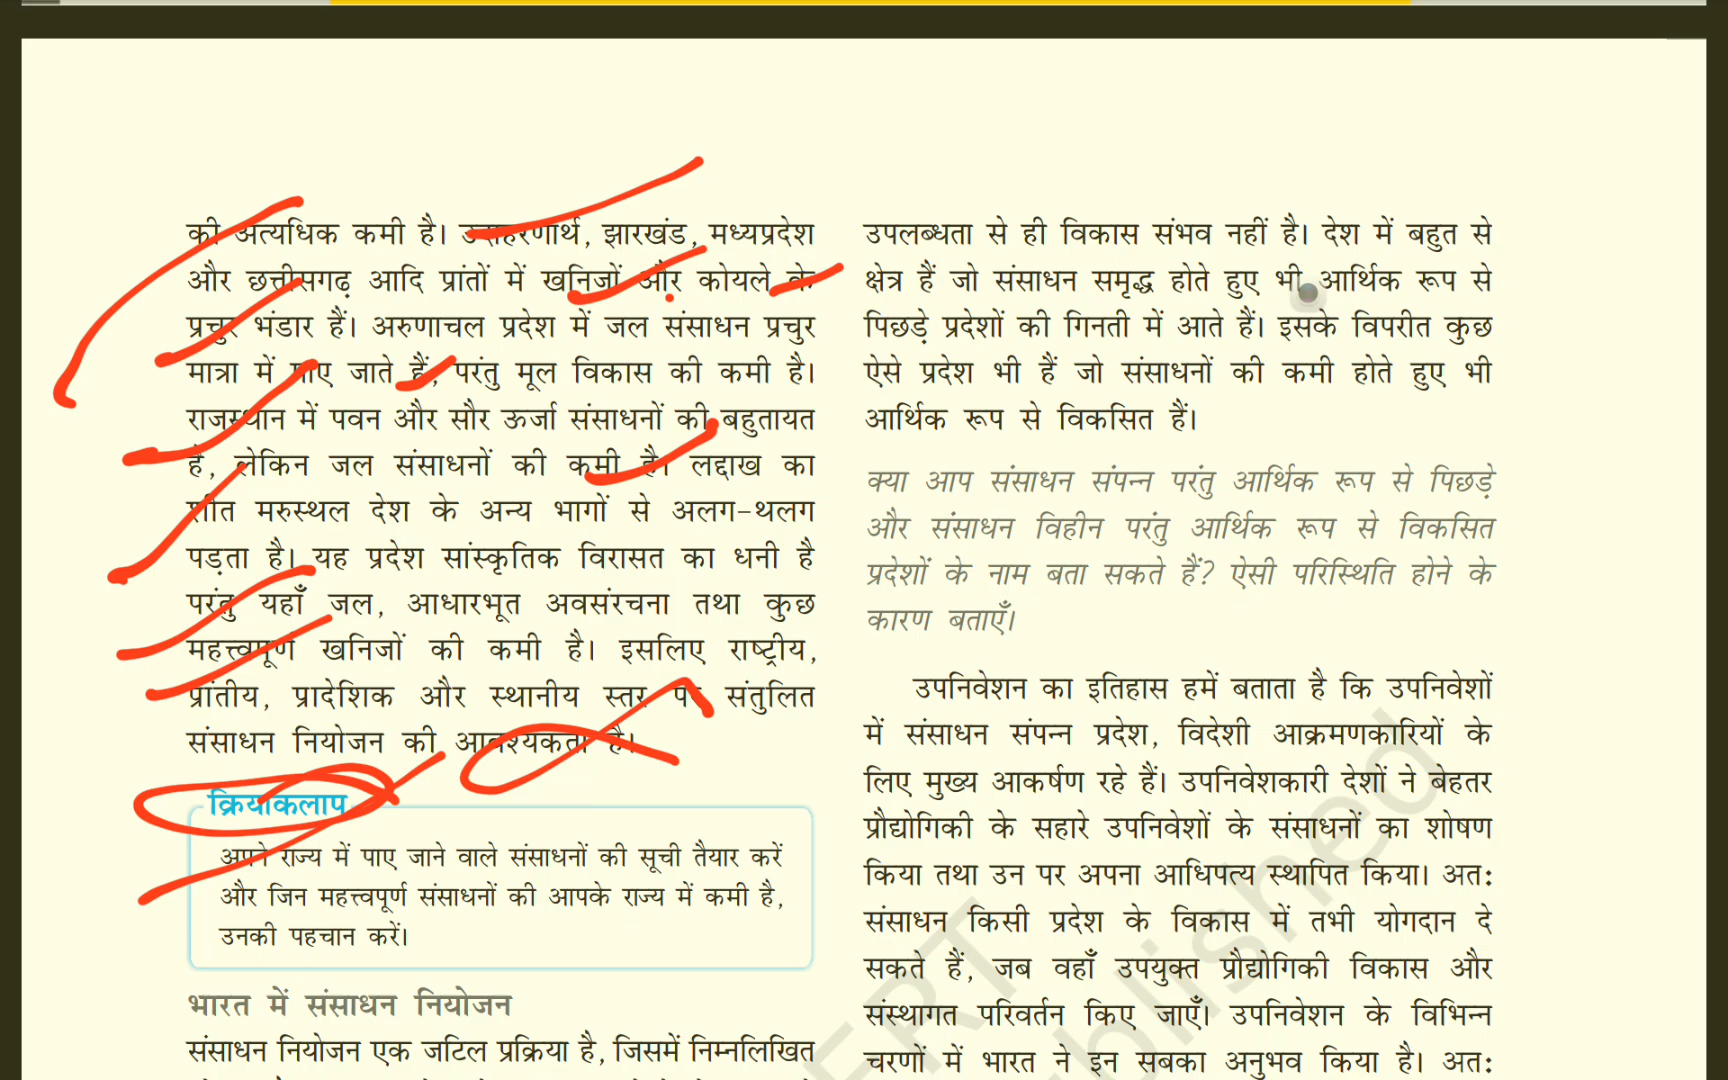 की अत्यधिक कमी है। उदाहरणार्थ, झारखंड, मध्यप्रदेश
और छत्तीसगढ़ आदि प्रांतों में खनिजों और कोयले के
प्रचुर भंडार हैं। अरुणाचल प्रदेश में जल संसाधन प्रचुर
मात्रा में पाए जाते हैं, परंतु मूल विकास की कमी है।
राजस्थान में पवन और सौर ऊर्जा संसाधनों की बहुतायत
है, लेकिन जल संसाधनों की कमी है। लद्दाख का
शीत मरुस्थल देश के अन्य भागों से अलग-थलग
पड़ता है। यह प्रदेश सांस्कृतिक विरासत का धनी है
परंतु यहाँ जल, आधारभूत अवसंरचना तथा कुछ
महत्त्वपूर्ण खनिजों की कमी है। इसलिए राष्ट्रीय,
प्रांतीय, प्रादेशिक और स्थानीय स्तर पर संतुलित
संसाधन नियोजन की आवश्यकता है।
क्रियाकलाप
अपने राज्य में पाए जाने वाले संसाधनों की सूची तैयार करें
और जिन महत्त्वपूर्ण संसाधनों की आपके राज्य में कमी है,
उनकी पहचान करें।
भारत में संसाधन नियोजन
संसाधन नियोजन एक जटिल प्रक्रिया है, जिसमें निम्नलिखित
उपलब्धता से ही विकास संभव नहीं है। देश में बहुत से
क्षेत्र हैं जो संसाधन समृद्ध होते हुए भी आर्थिक रूप से
पिछड़े प्रदेशों की गिनती में आते हैं। इसके विपरीत कुछ
ऐसे प्रदेश भी हैं जो संसाधनों की कमी होते हुए भी
आर्थिक रूप से विकसित हैं।
क्या आप संसाधन संपन्न परंतु आर्थिक रूप से पिछड़े
और संसाधन विहीन परंतु आर्थिक रूप से विकसित
प्रदेशों के नाम बता सकते हैं? ऐसी परिस्थिति होने के
कारण बताएँ।
उपनिवेशन का इतिहास हमें बताता है कि उपनिवेशों
में संसाधन संपन्न प्रदेश, विदेशी आक्रमणकारियों के
लिए मुख्य आकर्षण रहे हैं। उपनिवेशकारी देशों ने बेहतर
प्रौद्योगिकी के सहारे उपनिवेशों के संसाधनों का शोषण
किया तथा उन पर अपना आधिपत्य स्थापित किया। अत:
संसाधन किसी प्रदेश के विकास में तभी योगदान दे
सकते हैं, जब वहाँ उपयुक्त प्रौद्योगिकी विकास और
संस्थागत परिवर्तन किए जाएँ। उपनिवेशन के विभिन्न
चरणों में भारत ने इन सबका अनुभव किया है। अत: